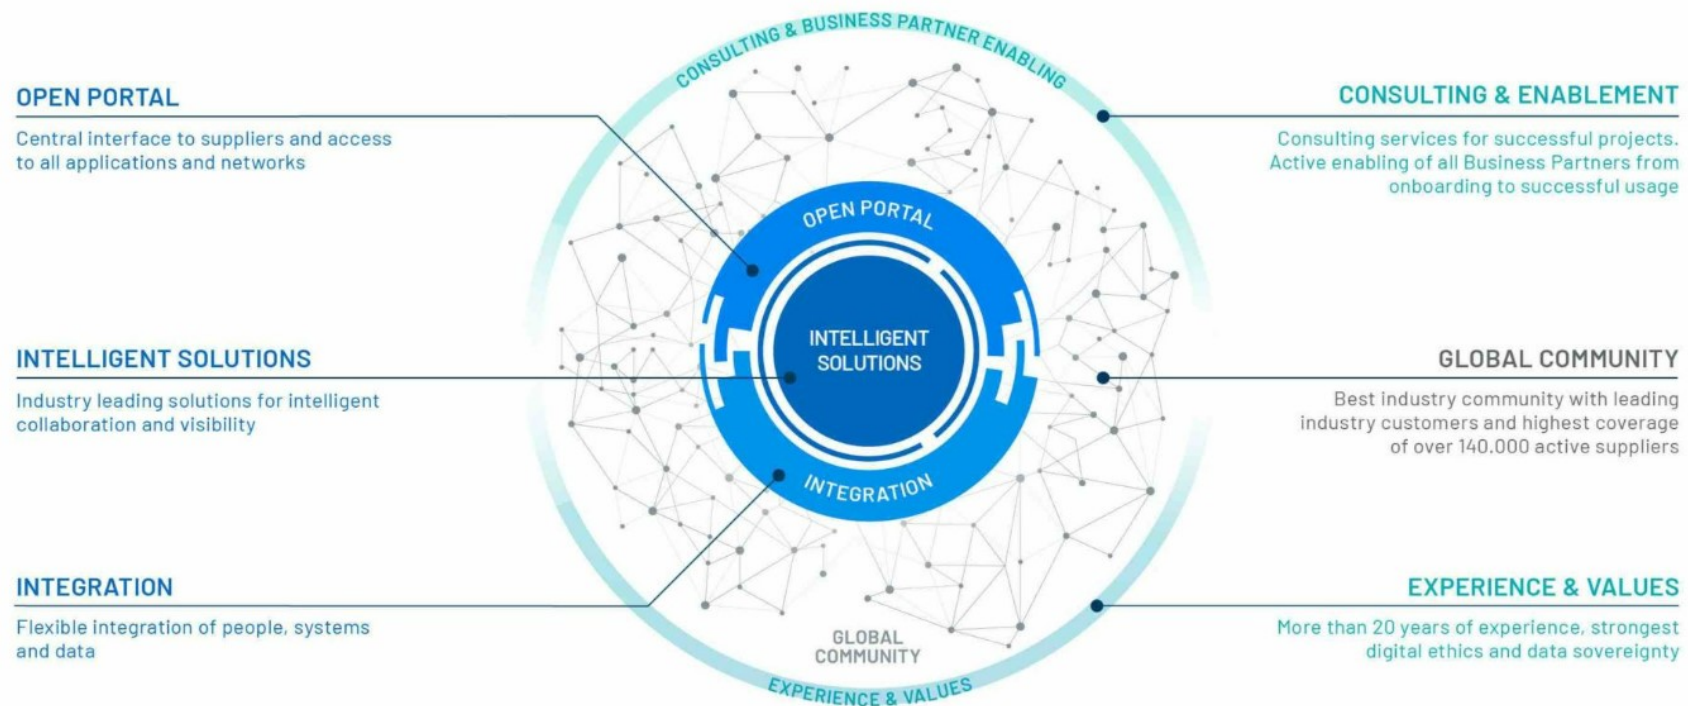 CONSULTING & BUSINESS PARTNER ENABLING
OPEN PORTAL
Central interface to suppliers and access
to all applications and networks
INTELLIGENT SOLUTIONS
Industry leading solutions for intelligent
collaboration and visibility
INTEGRATION
Flexible integration of people, systems
and data
OPEN PORTAL
INTELLIGENT
SOLUTIONS
INTEGRATION
GLOBAL
COMMUNITY
EXPERIENCE & VALUES
CONSULTING & ENABLEMENT
Consulting services for successful projects.
Active enabling of all Business Partners from
onboarding to successful usage
GLOBAL COMMUNITY
Best industry community with leading
industry customers and highest coverage
of over 140.000 active suppliers
EXPERIENCE & VALUES
More than 20 years of experience, strongest
digital ethics and data sovereignty